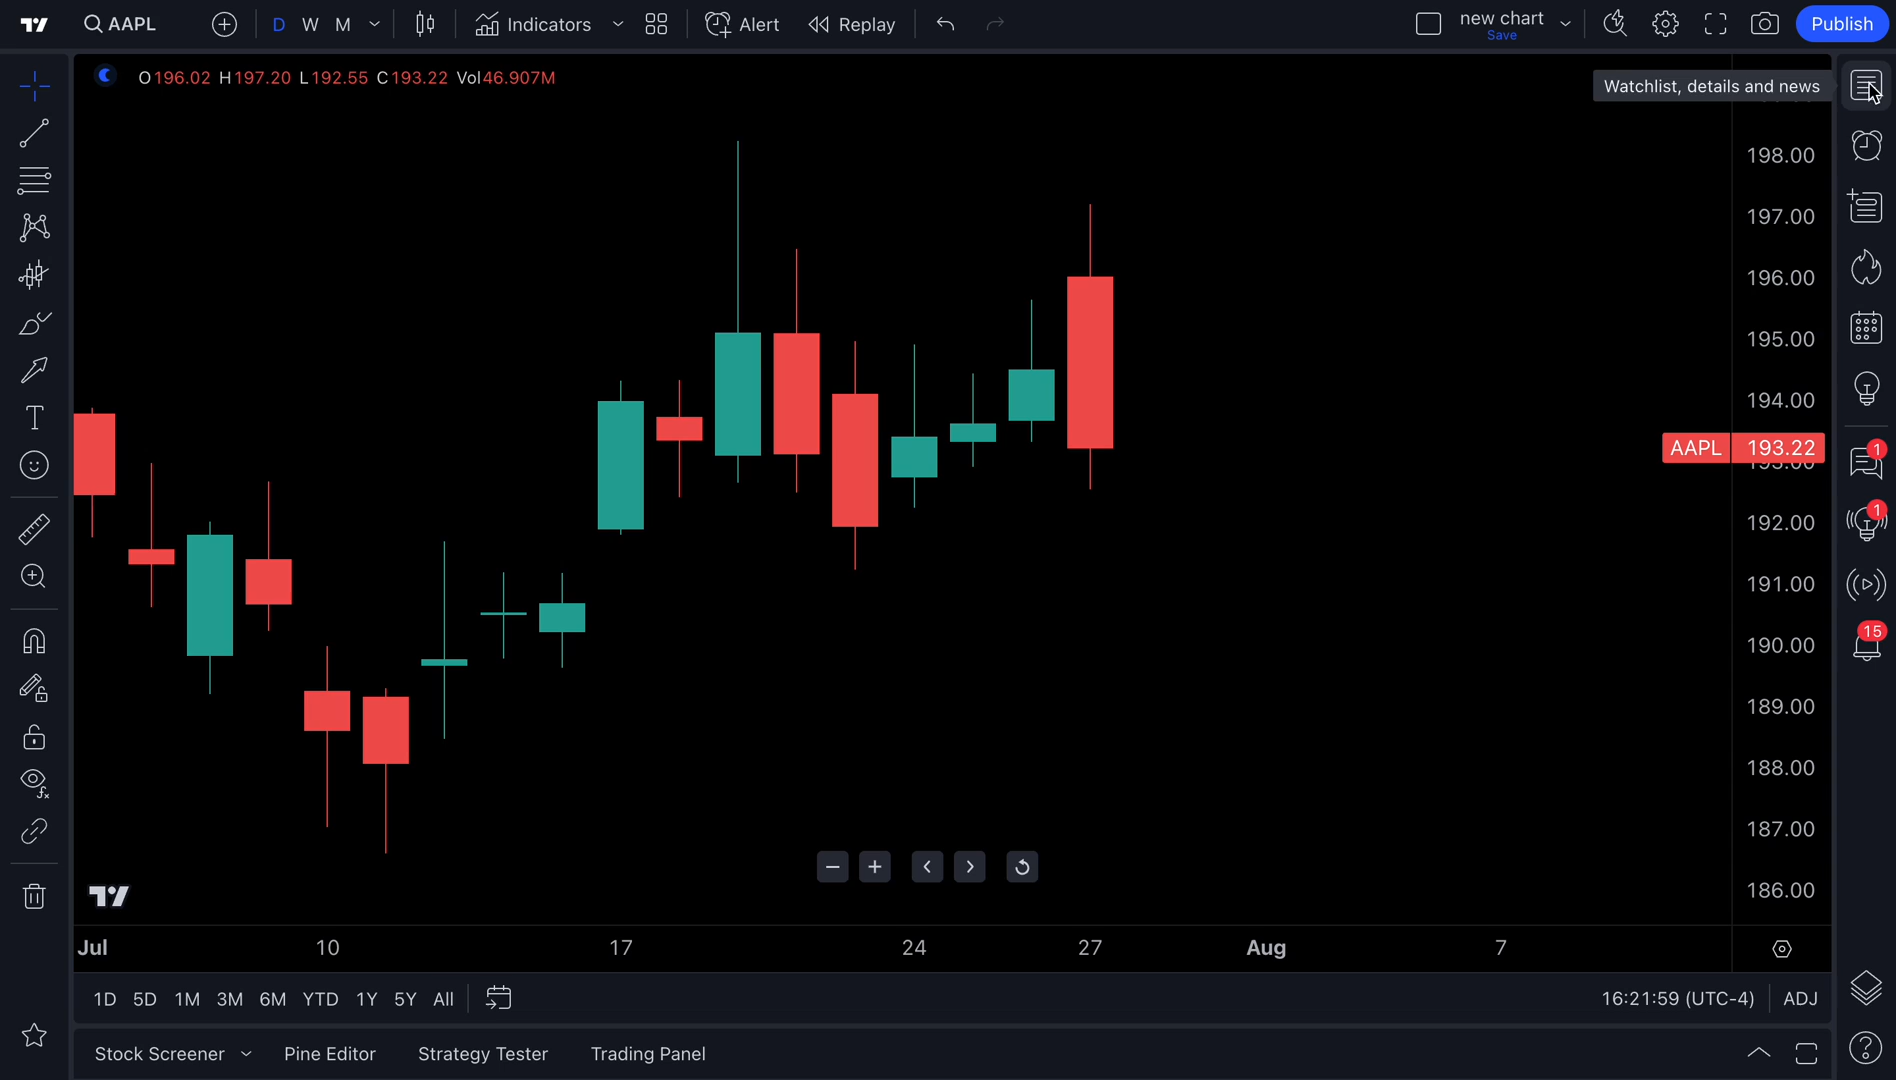 AAPL
D W M
Indicators
Alert
Replay
new chart
Save
Publish
O196.02 H197.20 L192.55 C193.22 Vol46.907M
Watchlist, details and news
198.00
197.00
196.00
195.00
194.00
AAPL 193.22
193.00
192.00
191.00
190.00
189.00
188.00
187.00
186.00
1
1
15
Jul 10 17 24 27 Aug 7
1D 5D 1M 3M 6M YTD 1Y 5Y All
16:21:59 (UTC-4) ADJ
Stock Screener Pine Editor Strategy Tester Trading Panel